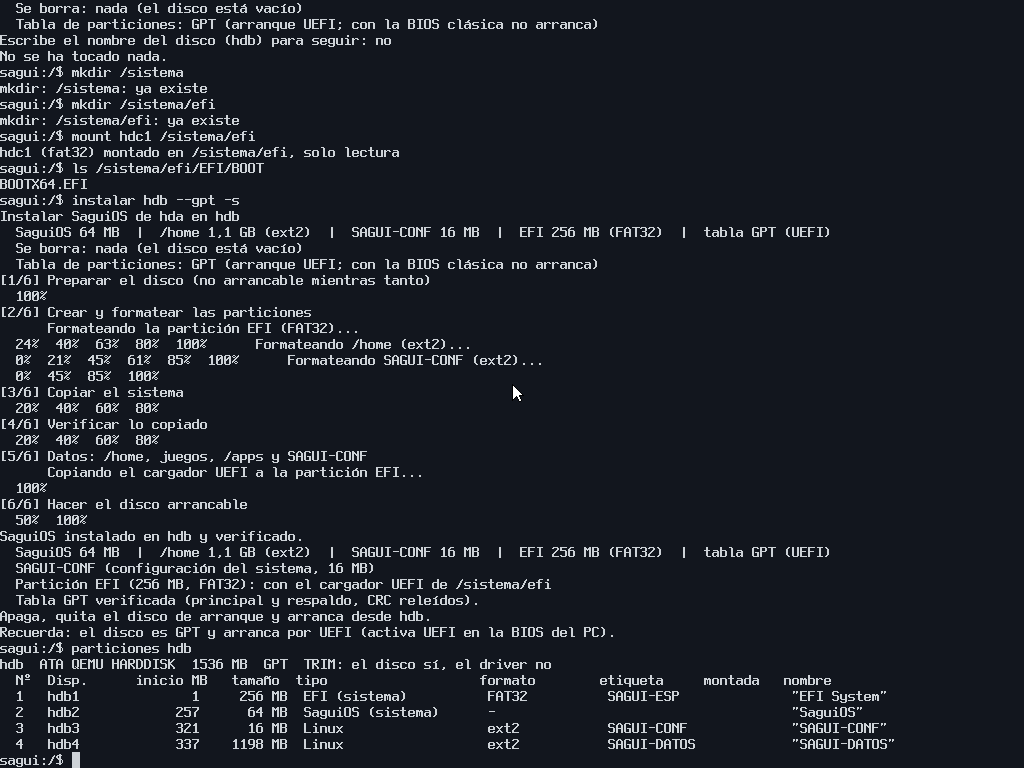 Se borra: nada (el disco está vacío)
Tabla de particiones: GPT (arranque UEFI; con la BIOS clásica no arranca)
Escribe el nombre del disco (hdb) para seguir: no
No se ha tocado nada.
sagui:/$ mkdir /sistema
mkdir: /sistema: ya existe
sagui:/$ mkdir /sistema/efi
mkdir: /sistema/efi: ya existe
sagui:/$ mount hdc1 /sistema/efi
hdc1 (fat32) montado en /sistema/efi, solo lectura
sagui:/$ ls /sistema/efi/EFI/BOOT
BOOTX64.EFI
sagui:/$ instalar hdb --gpt -s
Instalar SaguiOS de hda en hdb
SaguiOS 64 MB | /home 1,1 GB (ext2) | SAGUI-CONF 16 MB | EFI 256 MB (FAT32) | tabla GPT (UEFI)
Se borra: nada (el disco está vacío)
Tabla de particiones: GPT (arranque UEFI; con la BIOS clásica no arranca)
[1/6] Preparar el disco (no arrancable mientras tanto)
100%
[2/6] Crear y formatear las particiones
Formateando la partición EFI (FAT32)...
24% 40% 63% 80% 100% Formateando /home (ext2)...
0% 21% 45% 61% 85% 100% Formateando SAGUI-CONF (ext2)...
0% 45% 85% 100%
[3/6] Copiar el sistema
20% 40% 60% 80%
[4/6] Verificar lo copiado
20% 40% 60% 80%
[5/6] Datos: /home, juegos, /apps y SAGUI-CONF
Copiando el cargador UEFI a la partición EFI...
100%
[6/6] Hacer el disco arrancable
50% 100%
SaguiOS instalado en hdb y verificado.
SaguiOS 64 MB | /home 1,1 GB (ext2) | SAGUI-CONF 16 MB | EFI 256 MB (FAT32) | tabla GPT (UEFI)
SAGUI-CONF (configuración del sistema, 16 MB)
Partición EFI (256 MB, FAT32): con el cargador UEFI de /sistema/efi
Tabla GPT verificada (principal y respaldo, CRC releídos).
Apaga, quita el disco de arranque y arranca desde hdb.
Recuerda: el disco es GPT y arranca por UEFI (activa UEFI en la BIOS del PC).
sagui:/$ particiones hdb
hdb ATA QEMU HARDDISK 1536 MB GPT TRIM: el disco sí, el driver no
Nº Disp. inicio MB tamaño tipo formato etiqueta montada nombre
1 hdb1 1 256 MB EFI (sistema) FAT32 SAGUI-ESP "EFI System"
2 hdb2 257 64 MB SaguiOS (sistema) - "SaguiOS"
3 hdb3 321 16 MB Linux ext2 SAGUI-CONF "SAGUI-CONF"
4 hdb4 337 1198 MB Linux ext2 SAGUI-DATOS "SAGUI-DATOS"
sagui:/$